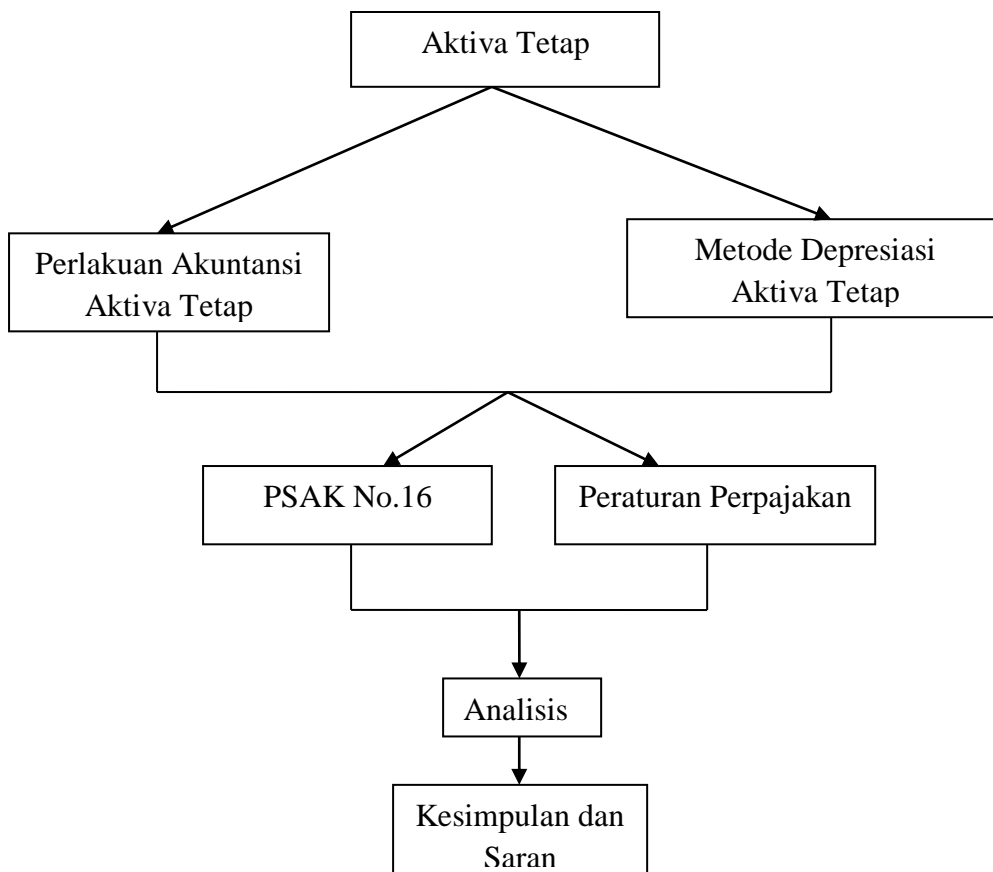 Aktiva Tetap
Perlakuan Akuntansi
Aktiva Tetap
Metode Depresiasi
Aktiva Tetap
PSAK No.16
Peraturan Perpajakan
Analisis
Kesimpulan dan
Saran